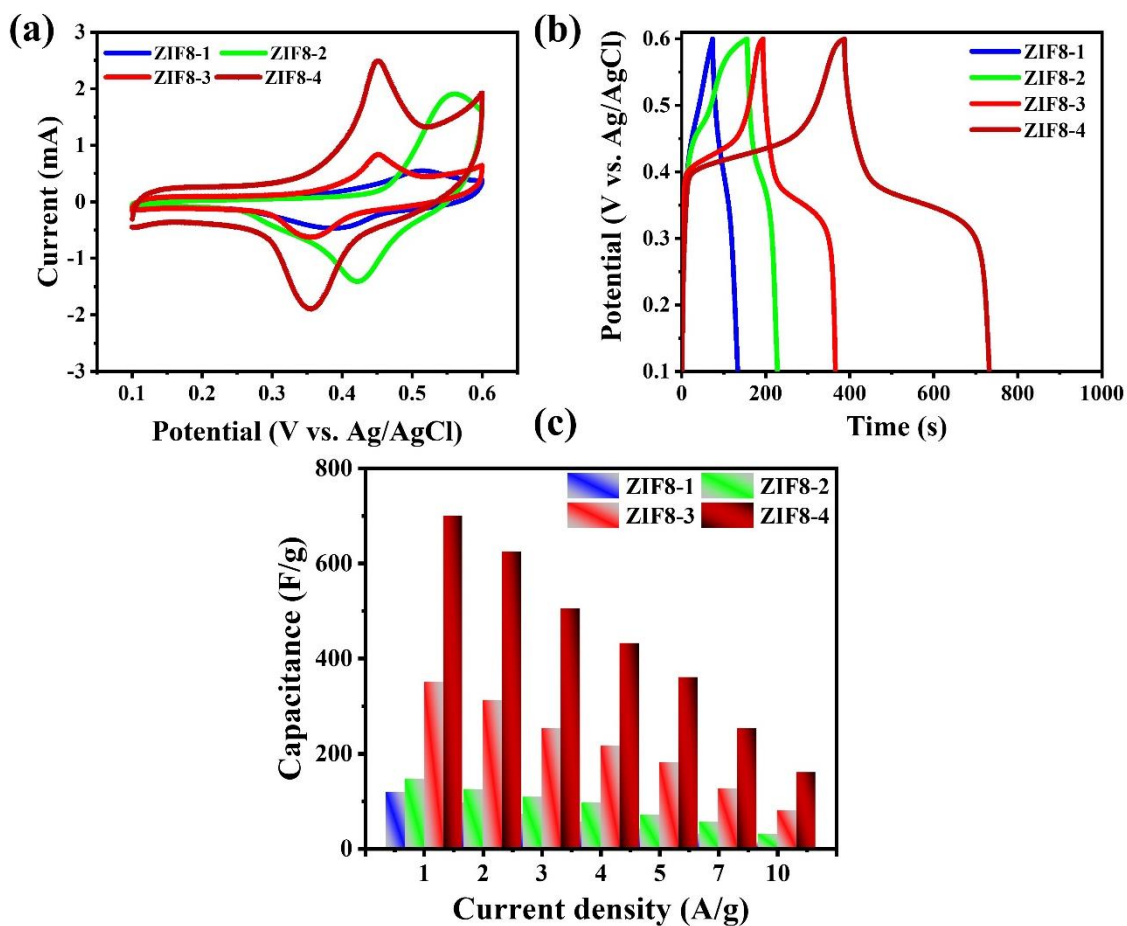 (a)
3
2
1
0
-1
-2
-3
Current (mA)
ZIF8-1 ZIF8-2
ZIF8-3 ZIF8-4
0.1 0.2 0.3 0.4 0.5 0.6
Potential (V vs. Ag/AgCl)
(b)
0.6
0.5
0.4
0.3
0.2
0.1
Potential (V vs. Ag/AgCl)
ZIF8-1
ZIF8-2
ZIF8-3
ZIF8-4
0 200 400 600 800 1000
Time (s)
(c)
800
600
400
200
0
Capacitance (F/g)
ZIF8-1 ZIF8-2
ZIF8-3 ZIF8-4
1 2 3 4 5 7 10
Current density (A/g)